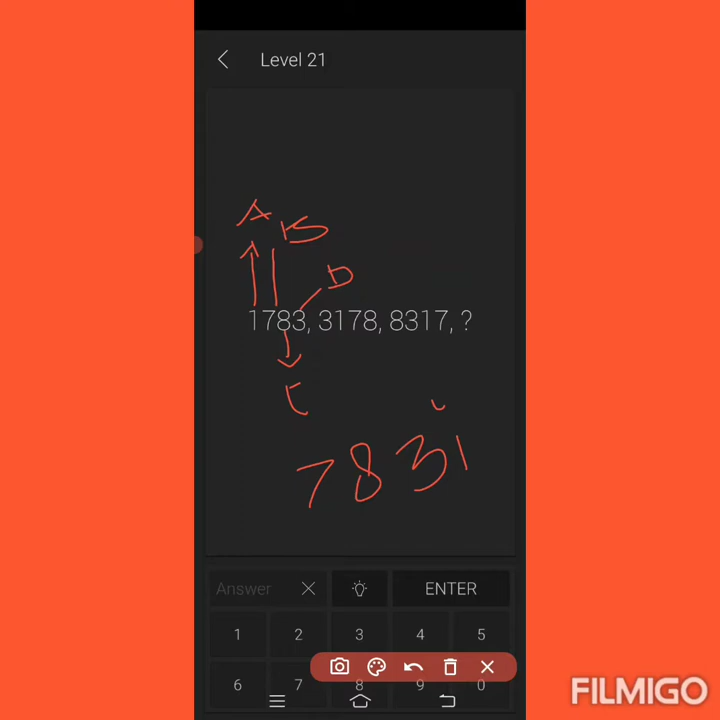 Level 21
A B
D
1783, 3178, 8317, ?
C
7831
Answer ENTER
1 2 3 4 5
6 7 8 9 0
FILMIGO